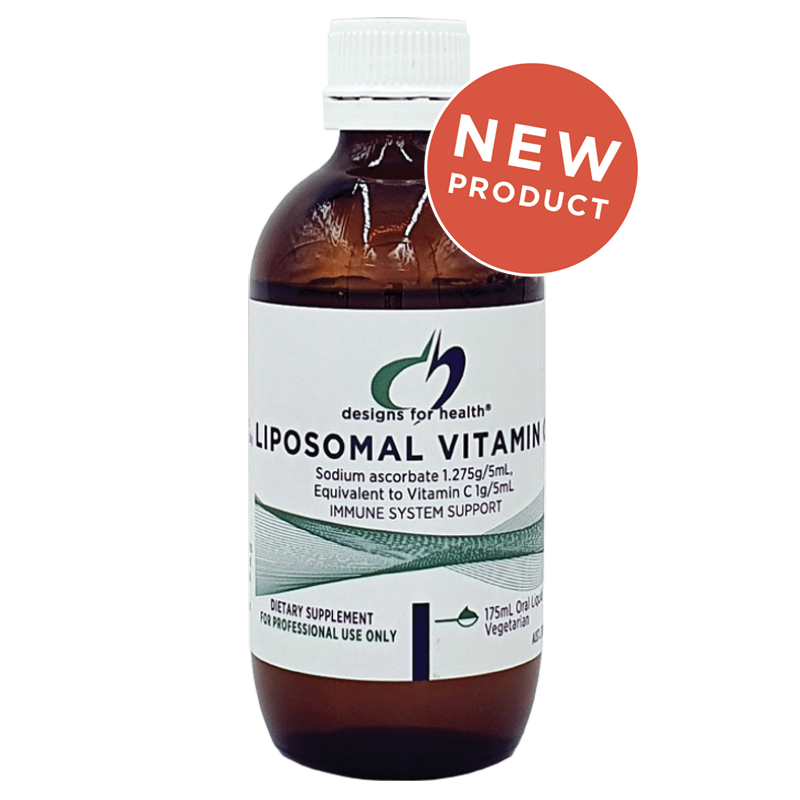 NEW
PRODUCT
designs for health®
LIPOSOMAL VITAMIN
Sodium ascorbate 1.275g/5mL,
Equivalent to Vitamin C 1g/5mL
IMMUNE SYSTEM SUPPORT
DIETARY SUPPLEMENT
FOR PROFESSIONAL USE ONLY
175mL Oral Liquid
Vegetarian